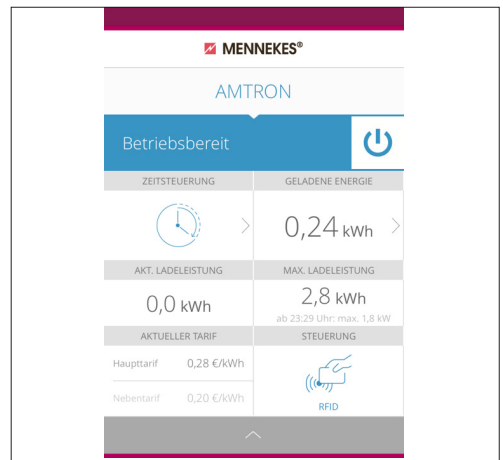 MENNEKES®
AMTRON
Betriebsbereit
ZEITSTEUERUNG
GELADENE ENERGIE
0,24 kWh
AKT. LADELEISTUNG
MAX. LADELEISTUNG
0,0 kWh
2,8 kWh
ab 23:29 Uhr: max. 1,8 kW
AKTUELLER TARIF
STEUERUNG
Haupttarif 0,28 €/kWh
Nebentarif 0,20 €/kWh
RFID